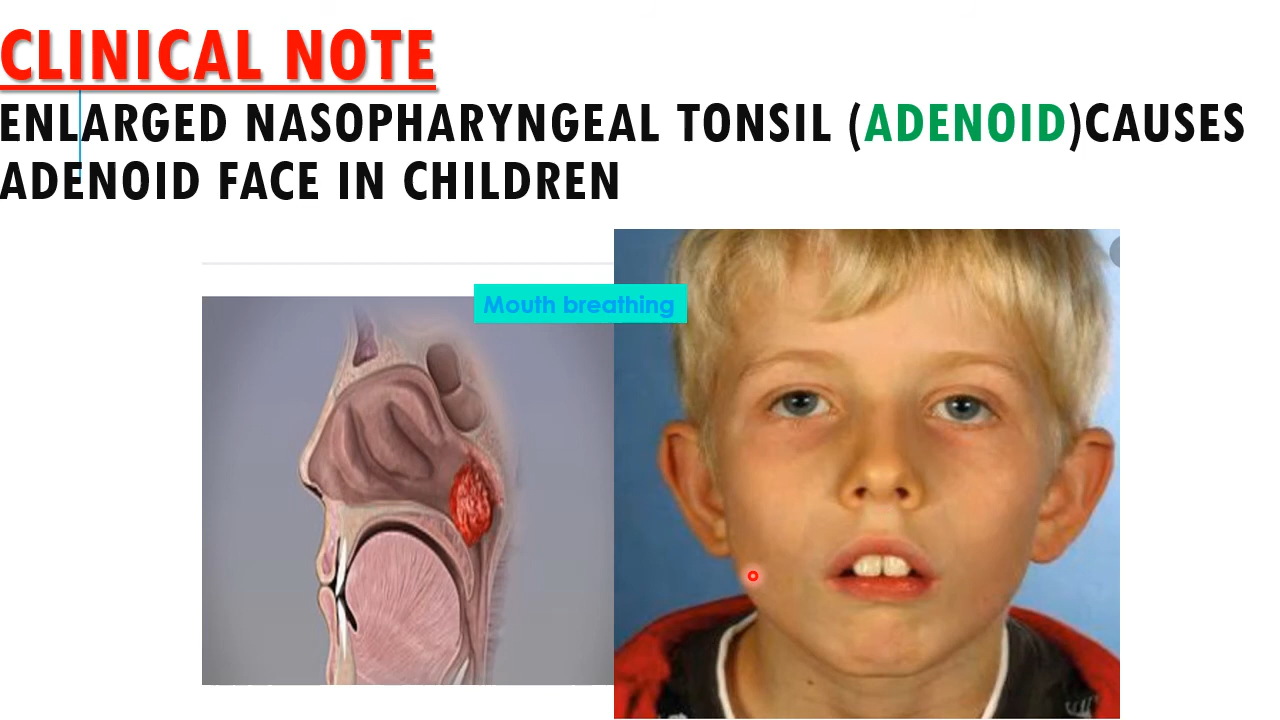 CLINICAL NOTE
ENLARGED NASOPHARYNGEAL TONSIL (ADENOID)CAUSES
ADENOID FACE IN CHILDREN
Mouth breathing